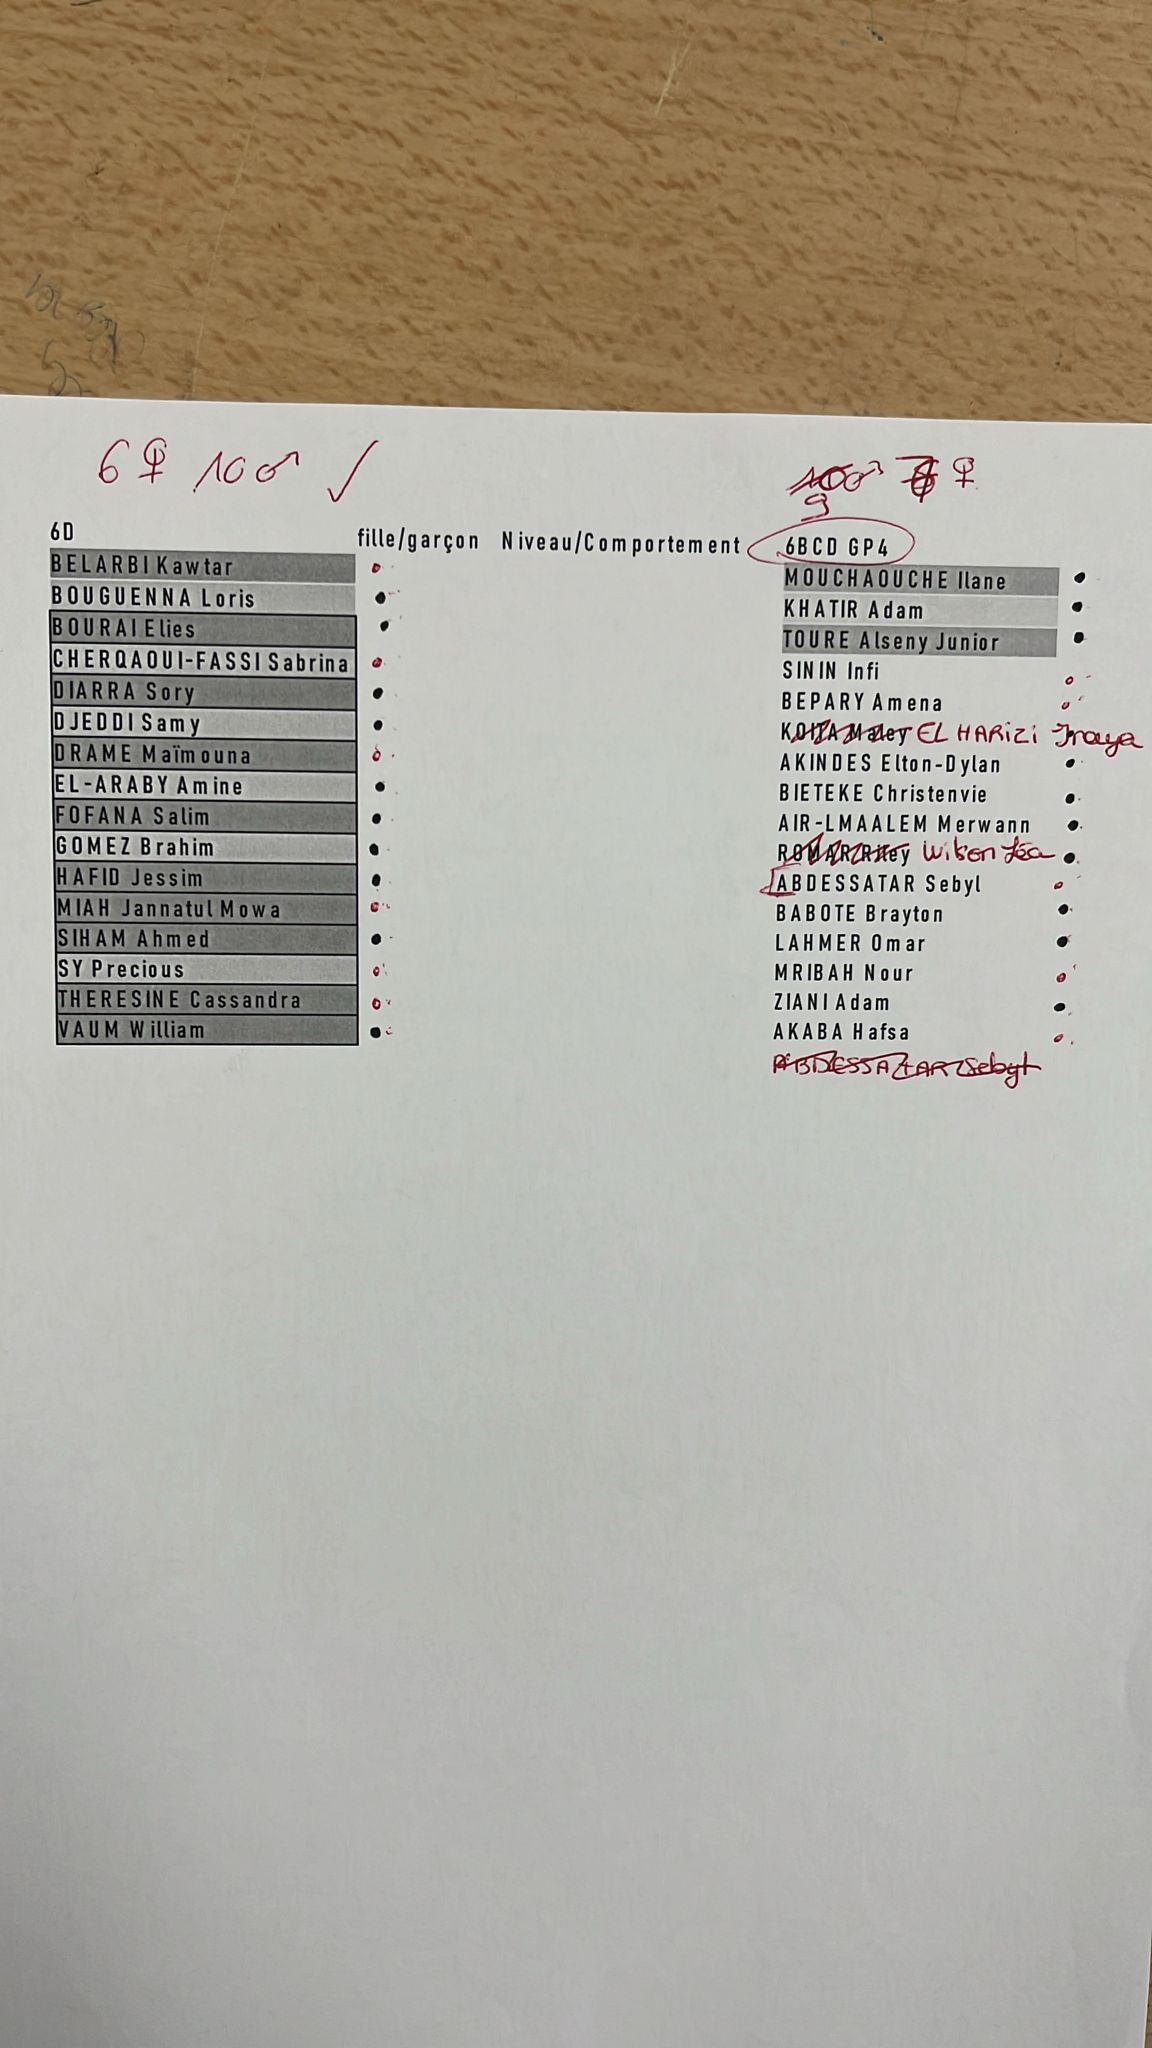 6 ♀ 10 ♂ ✓
6D
fille/garçon Niveau/Comportement
BELARBI Kawtar
BOUGUENNA Loris
BOURAI Elies
CHERQAOUI-FASSI Sabrina
DIARRA Sory
DJEDDI Samy
DRAME Maïmouna
EL-ARABY Amine
FOFANA Salim
GOMEZ Brahim
HAFID Jessim
MIAH Jannatul Mowa
SIHAM Ahmed
SY Precious
THERESINE Cassandra
VAUM William
10 ♂ ♀
9
6BCD GP4
MOUCHAOUCHE Ilane
KHATIR Adam
TOURE Alseny Junior
SININ Infi
BEPARY Amena
KOITA Maley EL HARIZI Inaya
AKINDES Elton-Dylan
BIETEKE Christenvie
AIR-LMAALEM Merwann
ROMAR Riley
ABDESSATAR Sebyl
BABOTE Brayton
LAHMER Omar
MRIBAH Nour
ZIANI Adam
AKABA Hafsa
ABDESSATAR Sebyl